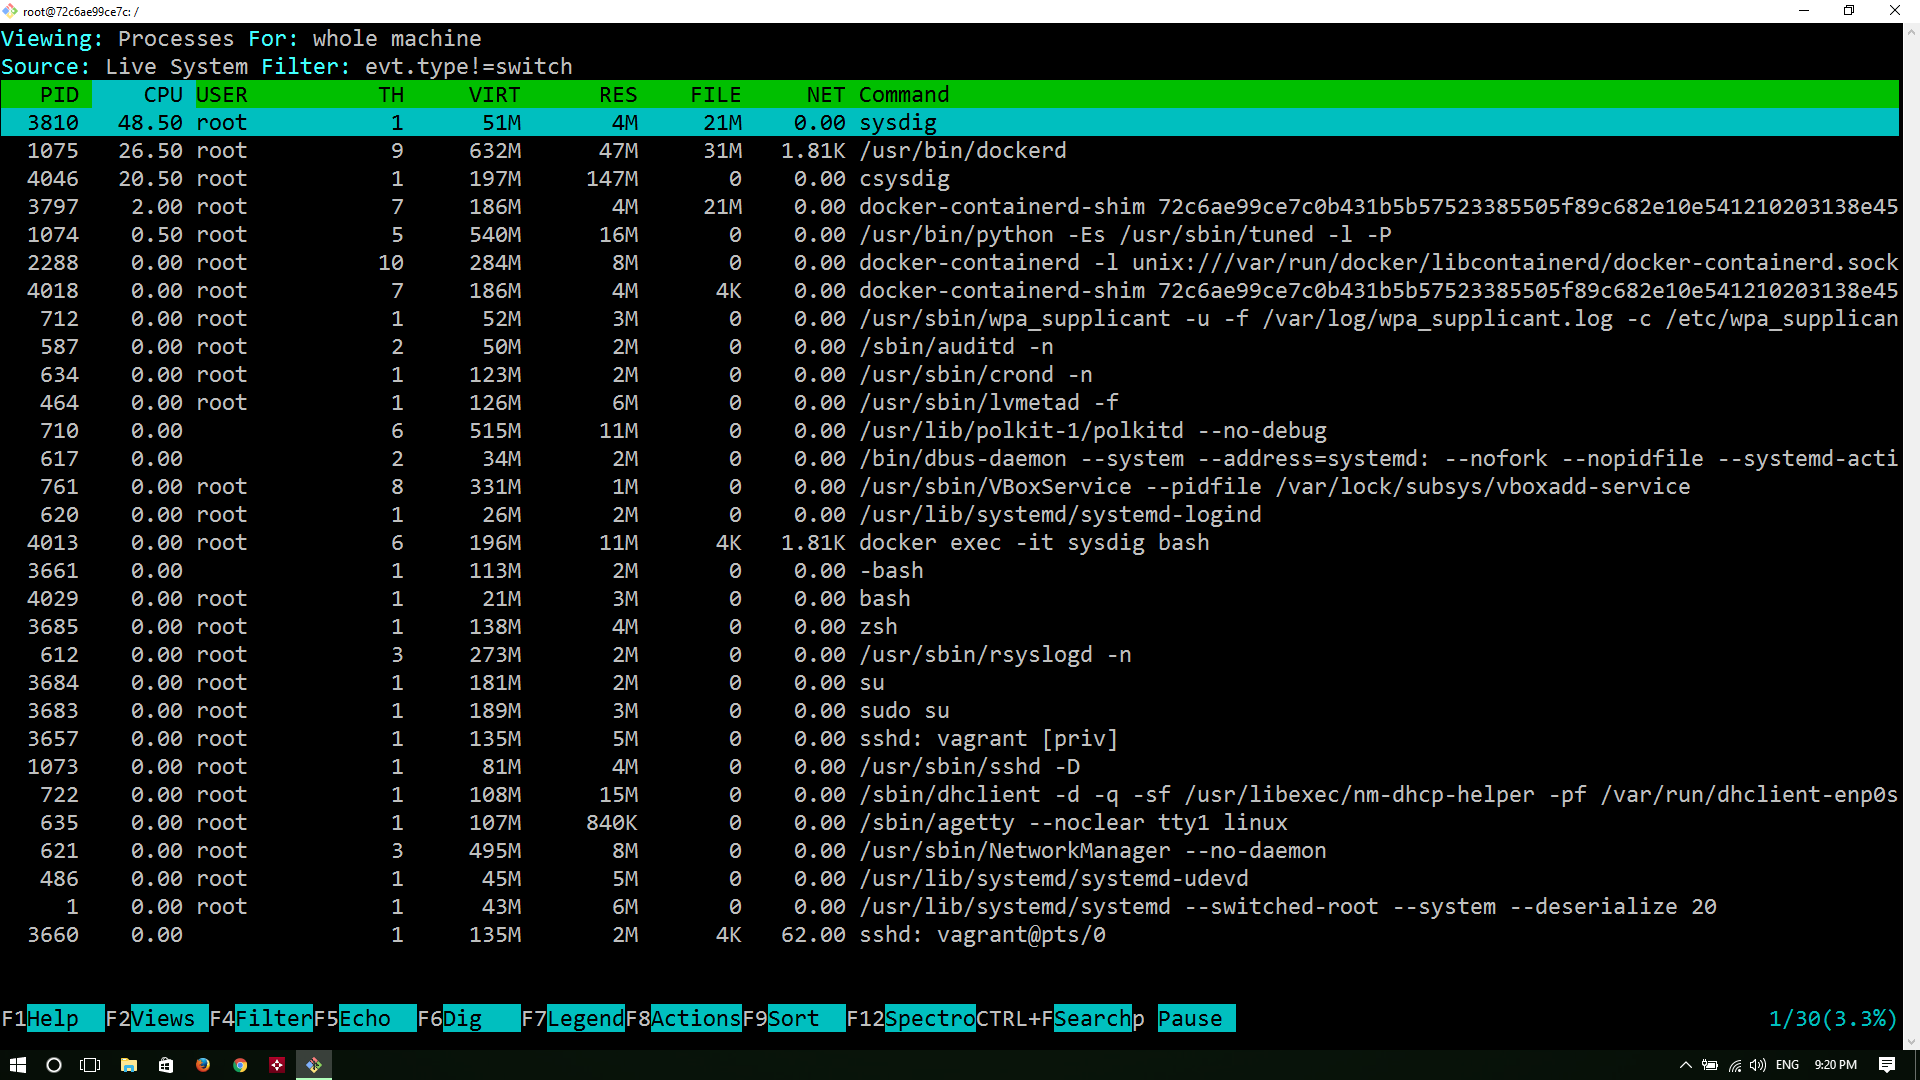 root@72c6ae99ce7c: /
Viewing: Processes For: whole machine
Source: Live System Filter: evt.type!=switch
PID CPU USER TH VIRT RES FILE NET Command
3810 48.50 root 1 51M 4M 21M 0.00 sysdig
1075 26.50 root 9 632M 47M 31M 1.81K /usr/bin/dockerd
4046 20.50 root 1 197M 147M 0 0.00 csysdig
3797 2.00 root 7 186M 4M 21M 0.00 docker-containerd-shim 72c6ae99ce7c0b431b5b57523385505f89c682e10e541210203138e45
1074 0.50 root 5 540M 16M 0 0.00 /usr/bin/python -Es /usr/sbin/tuned -l -P
2288 0.00 root 10 284M 8M 0 0.00 docker-containerd -l unix:///var/run/docker/libcontainerd/docker-containerd.sock
4018 0.00 root 7 186M 4M 4K 0.00 docker-containerd-shim 72c6ae99ce7c0b431b5b57523385505f89c682e10e541210203138e45
712 0.00 root 1 52M 3M 0 0.00 /usr/sbin/wpa_supplicant -u -f /var/log/wpa_supplicant.log -c /etc/wpa_supplican
587 0.00 root 2 50M 2M 0 0.00 /sbin/auditd -n
634 0.00 root 1 123M 2M 0 0.00 /usr/sbin/crond -n
464 0.00 root 1 126M 6M 0 0.00 /usr/sbin/lvmetad -f
710 0.00 6 515M 11M 0 0.00 /usr/lib/polkit-1/polkitd --no-debug
617 0.00 2 34M 2M 0 0.00 /bin/dbus-daemon --system --address=systemd: --nofork --nopidfile --systemd-acti
761 0.00 root 8 331M 1M 0 0.00 /usr/sbin/VBoxService --pidfile /var/lock/subsys/vboxadd-service
620 0.00 root 1 26M 2M 0 0.00 /usr/lib/systemd/systemd-logind
4013 0.00 root 6 196M 11M 4K 1.81K docker exec -it sysdig bash
3661 0.00 1 113M 2M 0 0.00 -bash
4029 0.00 root 1 21M 3M 0 0.00 bash
3685 0.00 root 1 138M 4M 0 0.00 zsh
612 0.00 root 3 273M 2M 0 0.00 /usr/sbin/rsyslogd -n
3684 0.00 root 1 181M 2M 0 0.00 su
3683 0.00 root 1 189M 3M 0 0.00 sudo su
3657 0.00 root 1 135M 5M 0 0.00 sshd: vagrant [priv]
1073 0.00 root 1 81M 4M 0 0.00 /usr/sbin/sshd -D
722 0.00 root 1 108M 15M 0 0.00 /sbin/dhclient -d -q -sf /usr/libexec/nm-dhcp-helper -pf /var/run/dhclient-enp0s
635 0.00 root 1 107M 840K 0 0.00 /sbin/agetty --noclear tty1 linux
621 0.00 root 3 495M 8M 0 0.00 /usr/sbin/NetworkManager --no-daemon
486 0.00 root 1 45M 5M 0 0.00 /usr/lib/systemd/systemd-udevd
1 0.00 root 1 43M 6M 0 0.00 /usr/lib/systemd/systemd --switched-root --system --deserialize 20
3660 0.00 1 135M 2M 4K 62.00 sshd: vagrant@pts/0
F1Help F2Views F4FilterF5Echo F6Dig F7LegendF8ActionsF9Sort F12SpectroCTRL+FSearchp Pause 1/30(3.3%)
ENG 9:20 PM